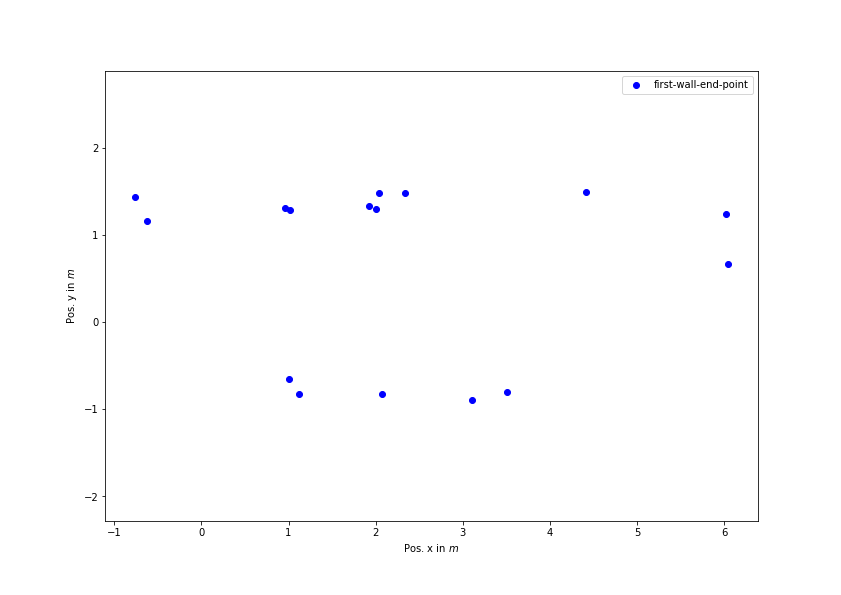 first-wall-end-point
2
1
0
−1
−2
Pos. y in m
−1 0 1 2 3 4 5 6
Pos. x in m